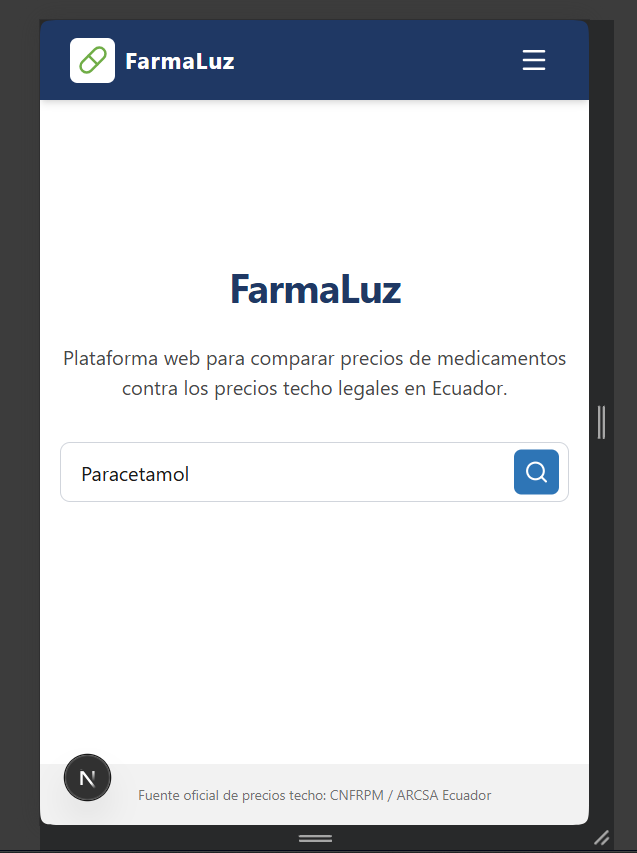 FarmaLuz
FarmaLuz
Plataforma web para comparar precios de medicamentos
contra los precios techo legales en Ecuador.
Paracetamol
N
Fuente oficial de precios techo: CNFRPM / ARCSA Ecuador